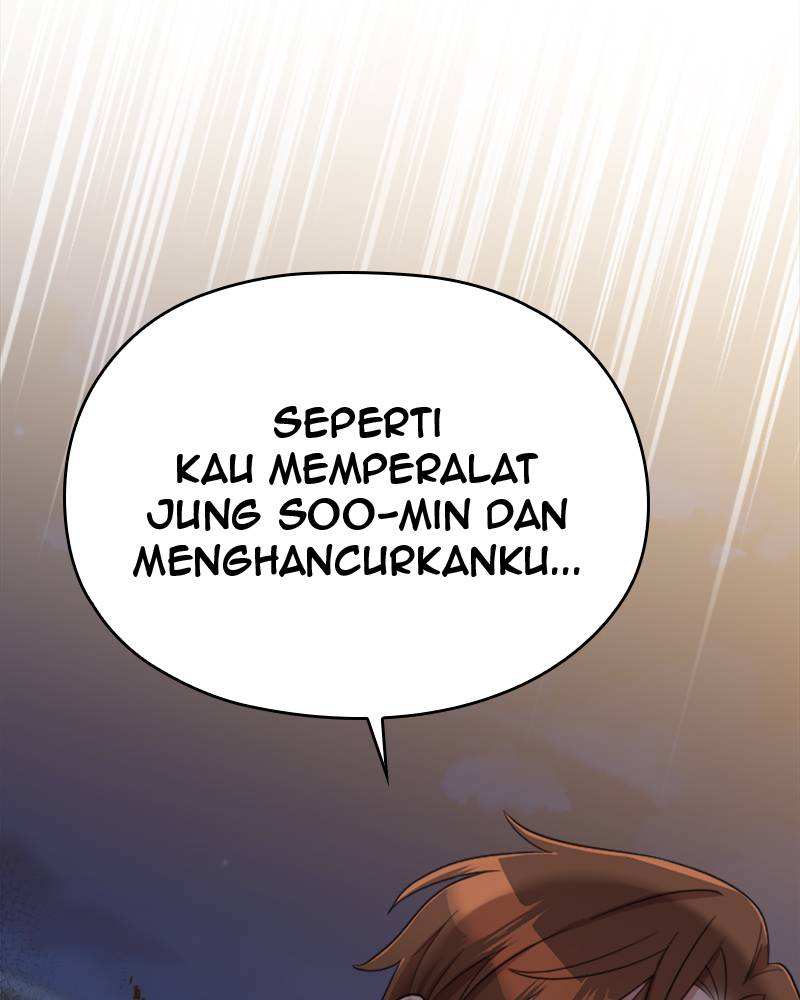 SEPERTI
KAU MEMPERALAT
JUNG SOO-MIN DAN
MENGHANCURKANKU...